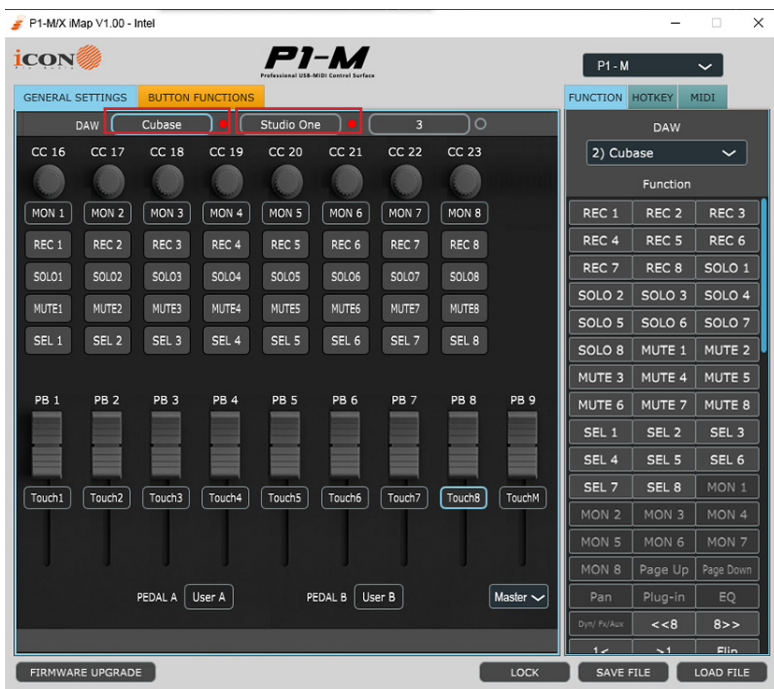 P1-M/X iMap V1.00 - Intel
iCON
P1-M
Professional USB-MIDI Control Surface
P1 - M
GENERAL SETTINGS BUTTON FUNCTIONS
FUNCTION HOTKEY MIDI
DAW Cubase Studio One 3
CC 16 CC 17 CC 18 CC 19 CC 20 CC 21 CC 22 CC 23
MON 1 MON 2 MON 3 MON 4 MON 5 MON 6 MON 7 MON 8
REC 1 REC 2 REC 3 REC 4 REC 5 REC 6 REC 7 REC 8
SOLO1 SOLO2 SOLO3 SOLO4 SOLO5 SOLO6 SOLO7 SOLO8
MUTE1 MUTE2 MUTE3 MUTE4 MUTE5 MUTE6 MUTE7 MUTE8
SEL 1 SEL 2 SEL 3 SEL 4 SEL 5 SEL 6 SEL 7 SEL 8
PB 1 PB 2 PB 3 PB 4 PB 5 PB 6 PB 7 PB 8 PB 9
Touch1 Touch2 Touch3 Touch4 Touch5 Touch6 Touch7 Touch8 TouchM
PEDAL A User A PEDAL B User B Master
DAW
2) Cubase
Function
REC 1 REC 2 REC 3
REC 4 REC 5 REC 6
REC 7 REC 8 SOLO 1
SOLO 2 SOLO 3 SOLO 4
SOLO 5 SOLO 6 SOLO 7
SOLO 8 MUTE 1 MUTE 2
MUTE 3 MUTE 4 MUTE 5
MUTE 6 MUTE 7 MUTE 8
SEL 1 SEL 2 SEL 3
SEL 4 SEL 5 SEL 6
SEL 7 SEL 8 MON 1
MON 2 MON 3 MON 4
MON 5 MON 6 MON 7
MON 8 Page Up Page Down
Pan Plug-in EQ
Dyn/ Fx/Aux <<8 8>>
1< >1 Flip
FIRMWARE UPGRADE LOCK SAVE FILE LOAD FILE